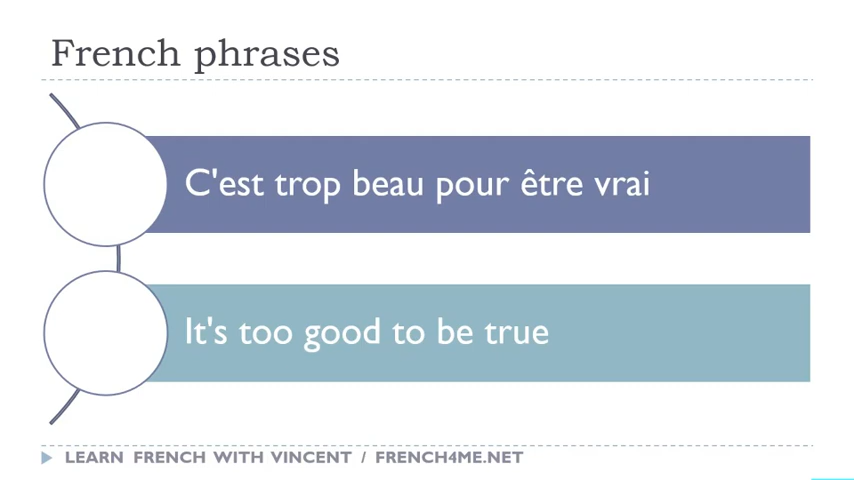 French phrases
C'est trop beau pour être vrai
It's too good to be true
LEARN FRENCH WITH VINCENT / FRENCH4ME.NET